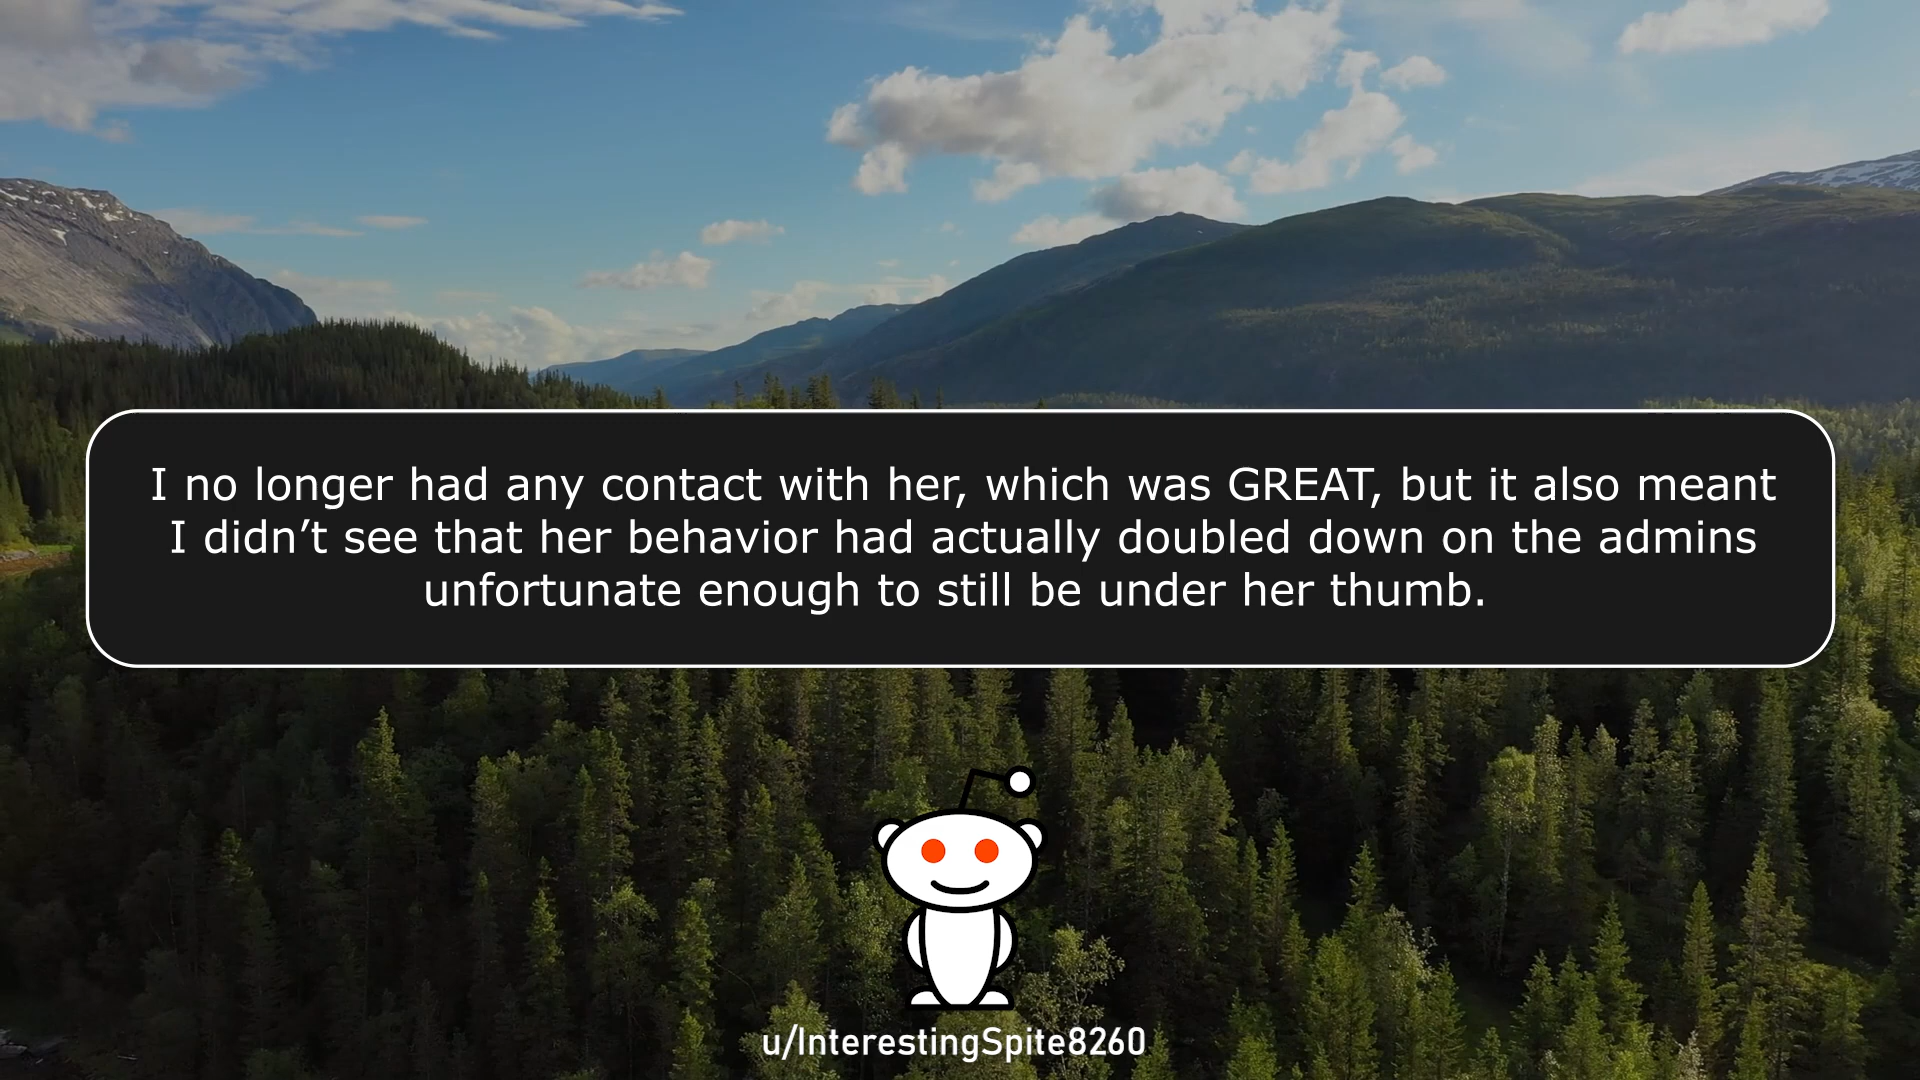 I no longer had any contact with her, which was GREAT, but it also meant
I didn’t see that her behavior had actually doubled down on the admins
unfortunate enough to still be under her thumb.
u/InterestingSpite8260